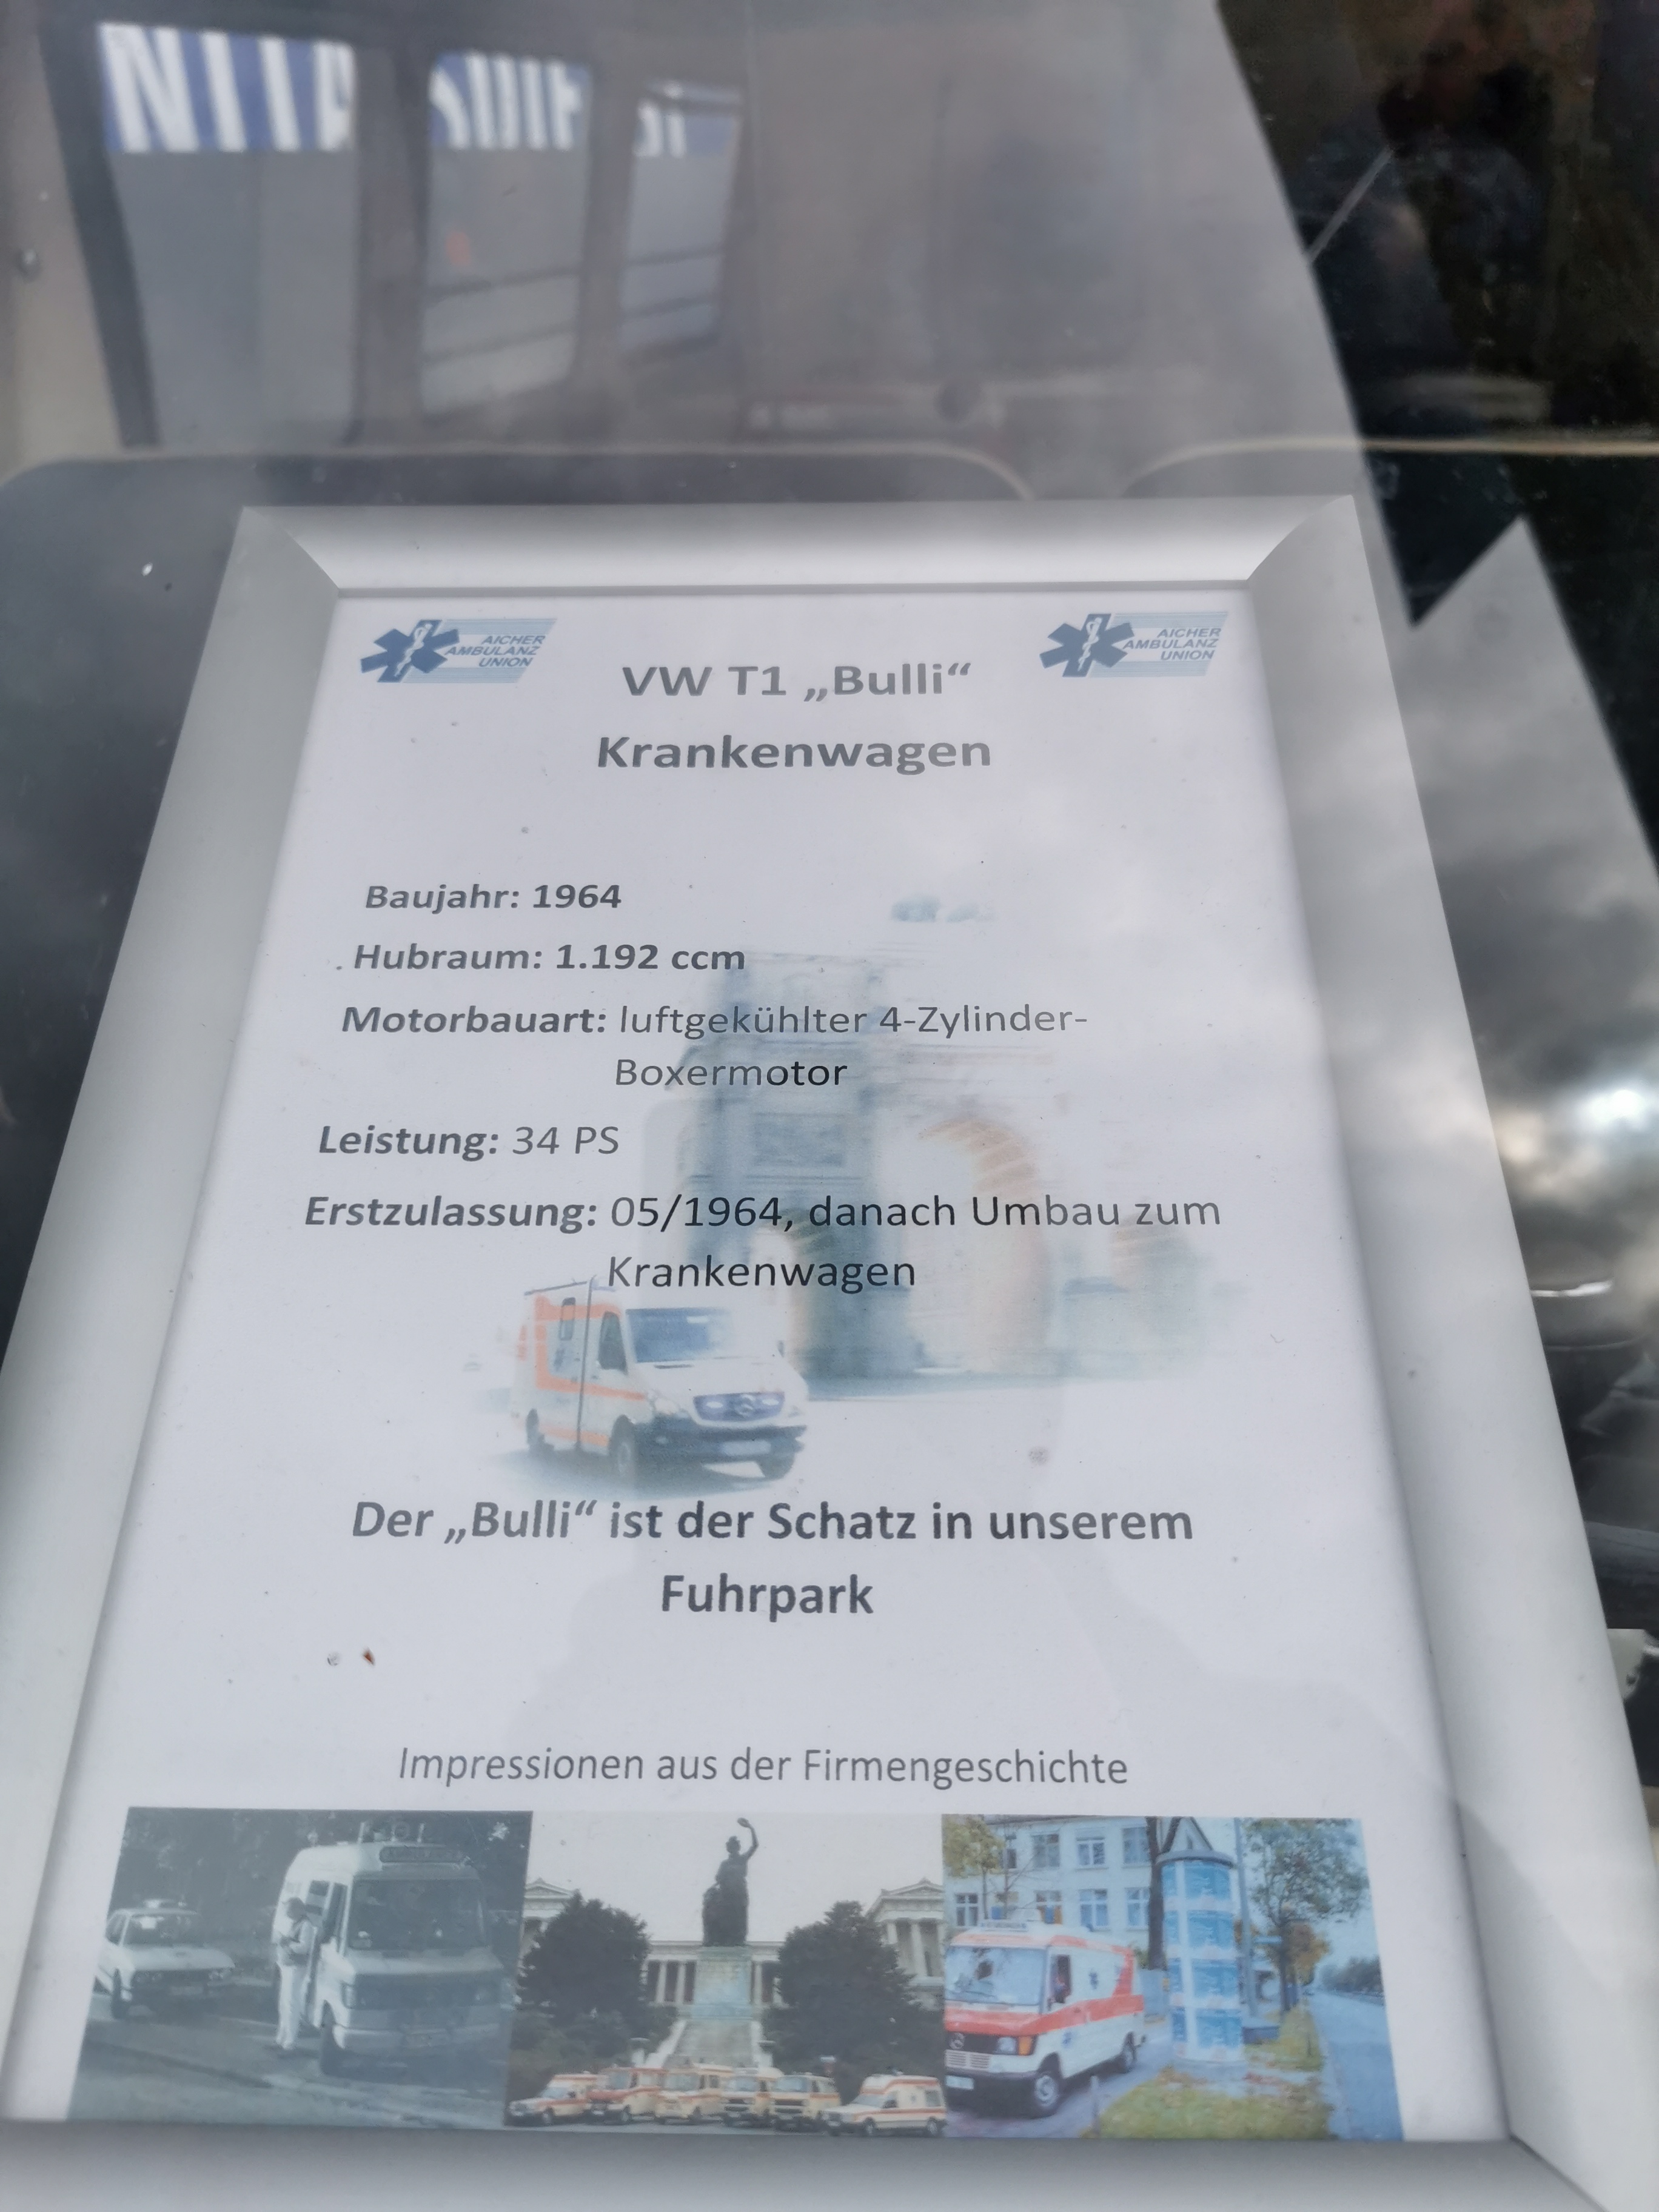 AICHER
AMBULANZ
UNION
AICHER
AMBULANZ
UNION
VW T1 „Bulli“
Krankenwagen
Baujahr: 1964
. Hubraum: 1.192 ccm
Motorbauart: luftgekühlter 4-Zylinder-
Boxermotor
Leistung: 34 PS
Erstzulassung: 05/1964, danach Umbau zum
Krankenwagen
Der „Bulli“ ist der Schatz in unserem
Fuhrpark
Impressionen aus der Firmengeschichte